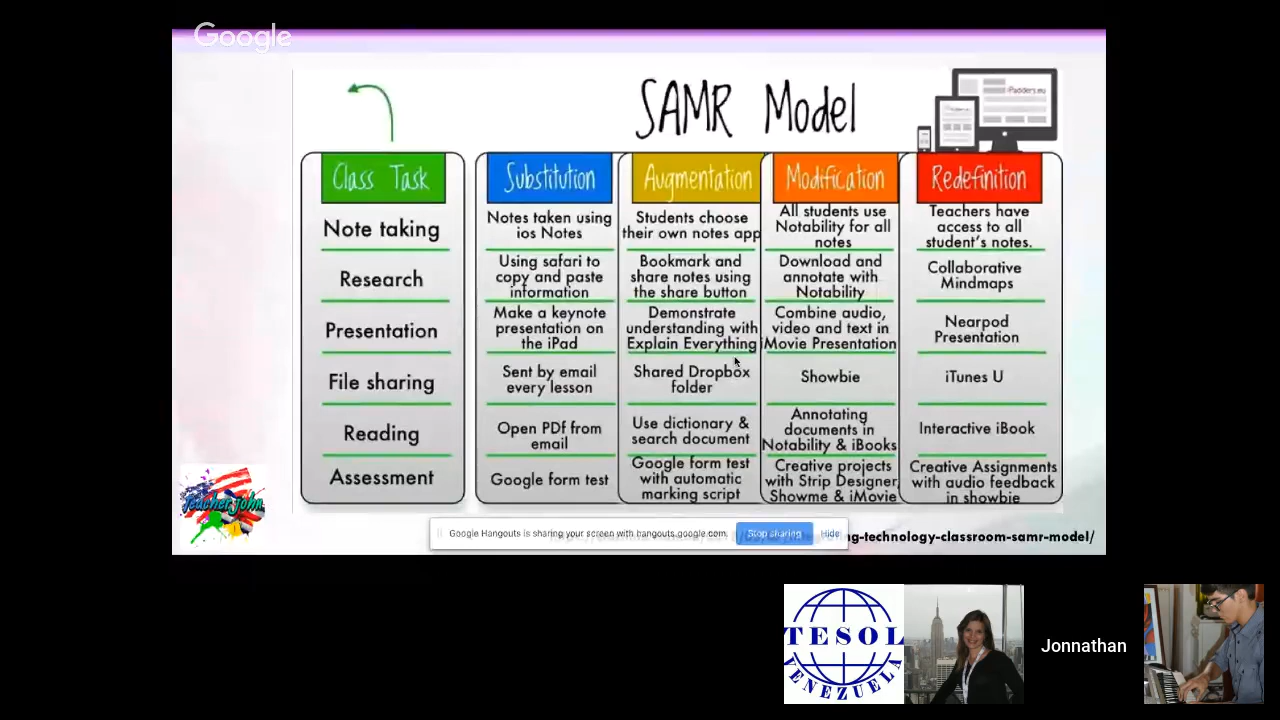 Google
SAMR Model
iPadders.eu
Class Task
Substitution
Augmentation
Modification
Redefinition
Note taking
Notes taken using
ios Notes
Students choose
their own notes app
All students use
Notability for all
notes
Teachers have
access to all
student's notes.
Research
Using safari to
copy and paste
information
Bookmark and
share notes using
the share button
Download and
annotate with
Notability
Collaborative
Mindmaps
Presentation
Make a keynote
presentation on
the iPad
Demonstrate
understanding with
Explain Everything
Combine audio,
video and text in
iMovie Presentation
Nearpod
Presentation
File sharing
Sent by email
every lesson
Shared Dropbox
folder
Showbie
iTunes U
Reading
Open PDf from
email
Use dictionary &
search document
Annotating
documents in
Notability & iBooks
Interactive iBook
Assessment
Google form test
Google form test
with automatic
marking script
Creative projects
with Strip Designer,
Showme & iMovie
Creative Assignments
with audio feedback
in showbie
Teacher John
Google Hangouts is sharing your screen with hangouts.google.com.
Stop sharing
Hide
ng-technology-classroom-samr-model/
TESOL
VENEZUELA
Jonnathan